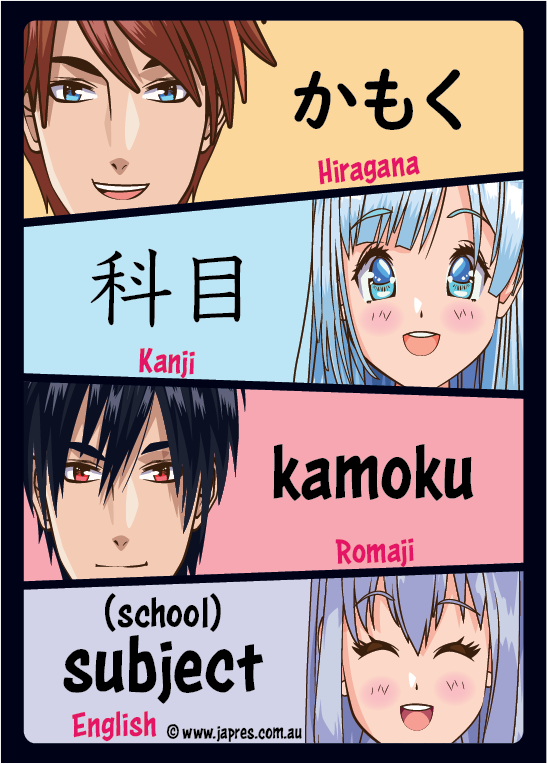 かもく
Hiragana
科目
Kanji
kamoku
Romaji
(school)
subject
English © www.japres.com.au